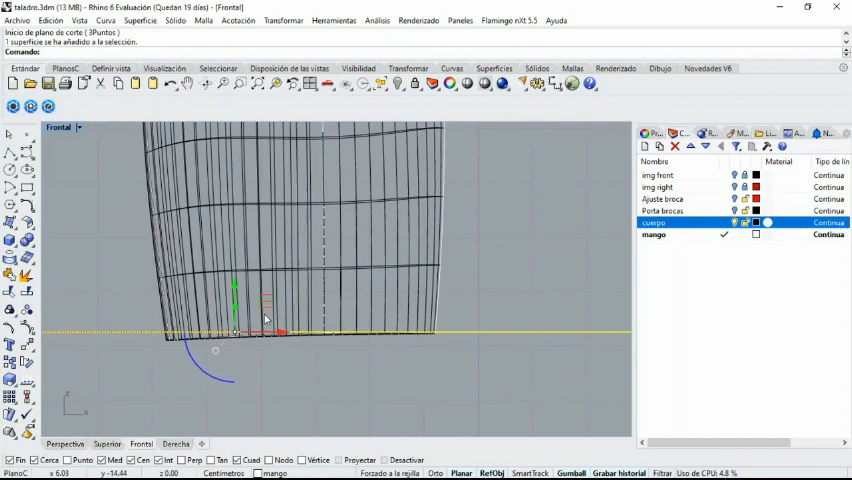 taladro.3dm (13 MB) - Rhino 6 Evaluación (Quedan 19 días) - [Frontal]
Archivo Edición Vista Curva Superficie Sólido Malla Acotación Transformar Herramientas Análisis Renderizado Paneles Flamingo nXt 5.5 Ayuda
Inicio de plano de corte ( 3Puntos )
1 superficie se ha añadido a la selección.
Comando:
Estándar PlanosC Definir vista Visualización Seleccionar Disposición de las vistas Visibilidad Transformar Curvas Superficies Sólidos Mallas Renderizado Dibujo Novedades V6
Frontal
Pr... C... R... M... Li... A... N...
Nombre Material Tipo de lín
img front Continua
img right Continua
Ajuste broca Continua
Porta brocas Continua
cuerpo Continua
mango Continua
z
x
Perspectiva Superior Frontal Derecha
Fin Cerca Punto Med Cen Int Perp Tan Cuad Nodo Vértice Proyectar Desactivar
PlanoC x 6.03 y -14.44 z 0.00 Centímetros mango Forzado a la rejilla Orto Planar RefObj SmartTrack Gumball Grabar historial Filtrar Uso de CPU: 4.8 %